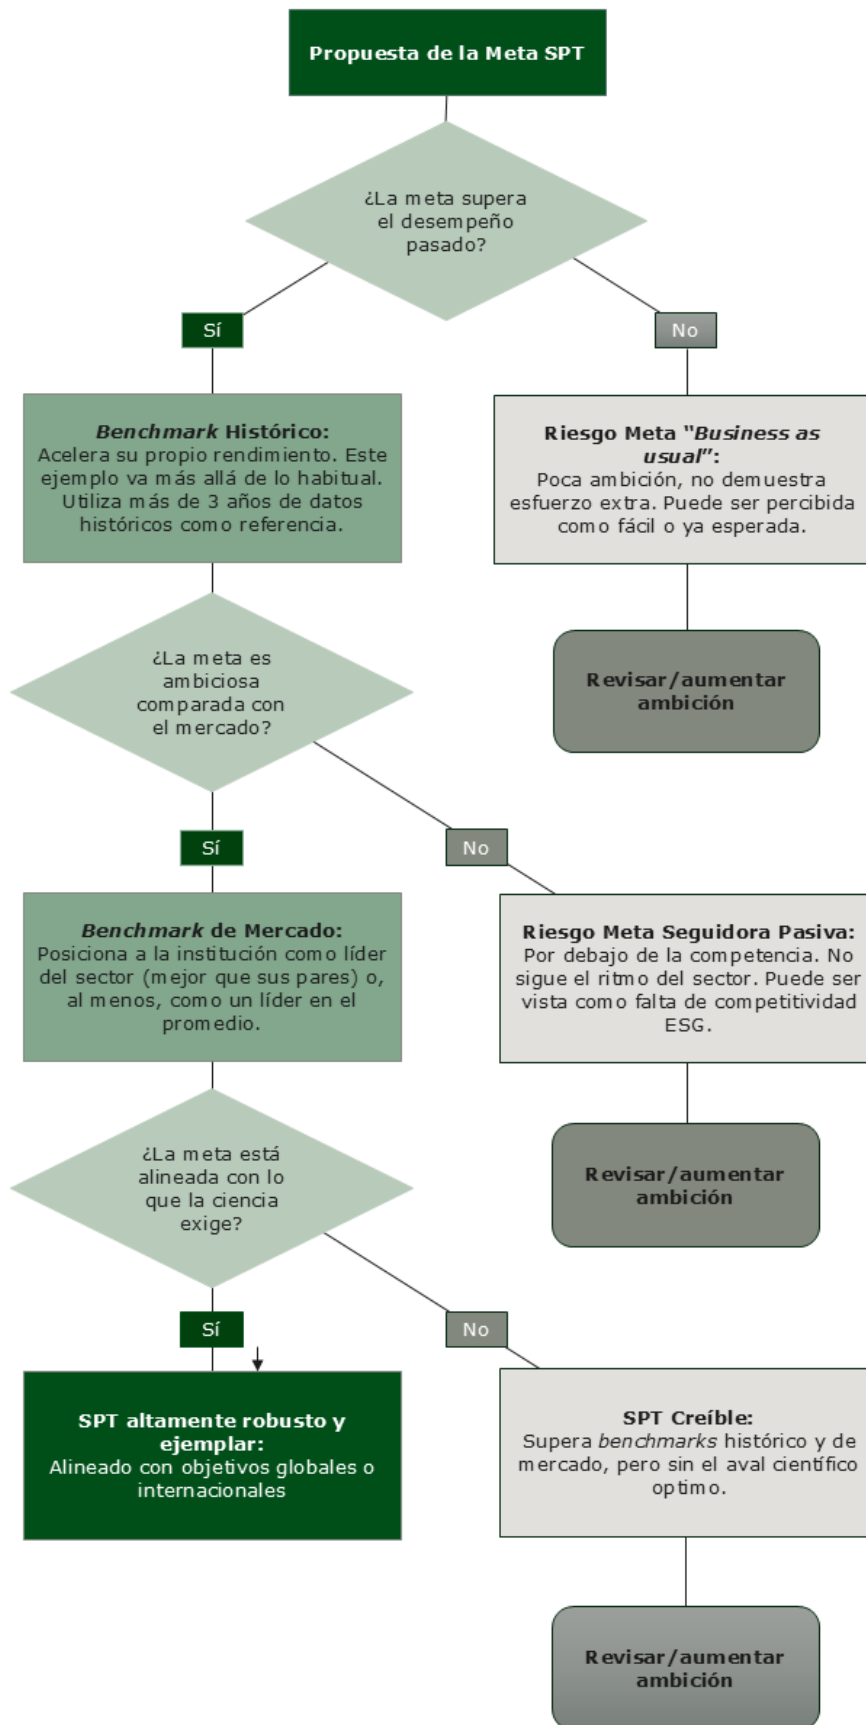 Propuesta de la Meta SPT
¿La meta supera
el desempeño
pasado?
Sí
No
Benchmark Histórico:
Acelera su propio rendimiento. Este
ejemplo va más allá de lo habitual.
Utiliza más de 3 años de datos
históricos como referencia.
Riesgo Meta "Business as
usual":
Poca ambición, no demuestra
esfuerzo extra. Puede ser percibida
como fácil o ya esperada.
¿La meta es
ambiciosa
comparada con
el mercado?
Revisar/aumentar
ambición
Sí
No
Benchmark de Mercado:
Posiciona a la institución como líder
del sector (mejor que sus pares) o,
al menos, como un líder en el
promedio.
Riesgo Meta Seguidora Pasiva:
Por debajo de la competencia. No
sigue el ritmo del sector. Puede ser
vista como falta de competitividad
ESG.
¿La meta está
alineada con lo
que la ciencia
exige?
Revisar/aumentar
ambición
Sí
No
SPT altamente robusto y
ejemplar:
Alineado con objetivos globales o
internacionales
SPT Creíble:
Supera benchmarks histórico y de
mercado, pero sin el aval científico
optimo.
Revisar/aumentar
ambición